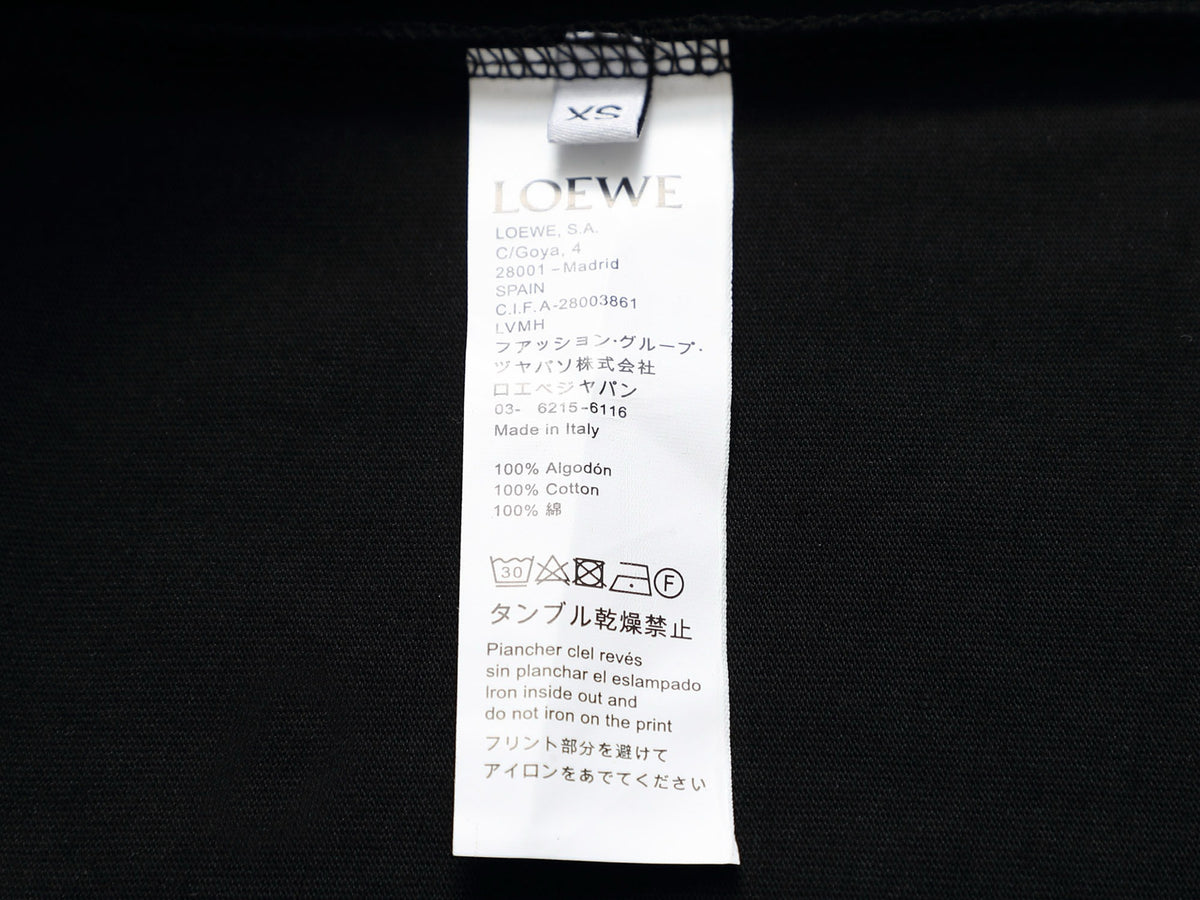 XS
LOEWE
LOEWE, S.A.
C/Goya, 4
28001 – Madrid
SPAIN
C.I.F. A-28003861
LVMH
フアッション·グループ·
ヅヤパソ株式会社
ロエベジヤパン
03- 6215-6116
Made in Italy
100% Algodón
100% Cotton
100% 綿
30 F
タンブル乾燥禁止
Piancher clel revés
sin planchar el eslampado
Iron inside out and
do not iron on the print
フリント部分を避けて
アイロンをあでてください